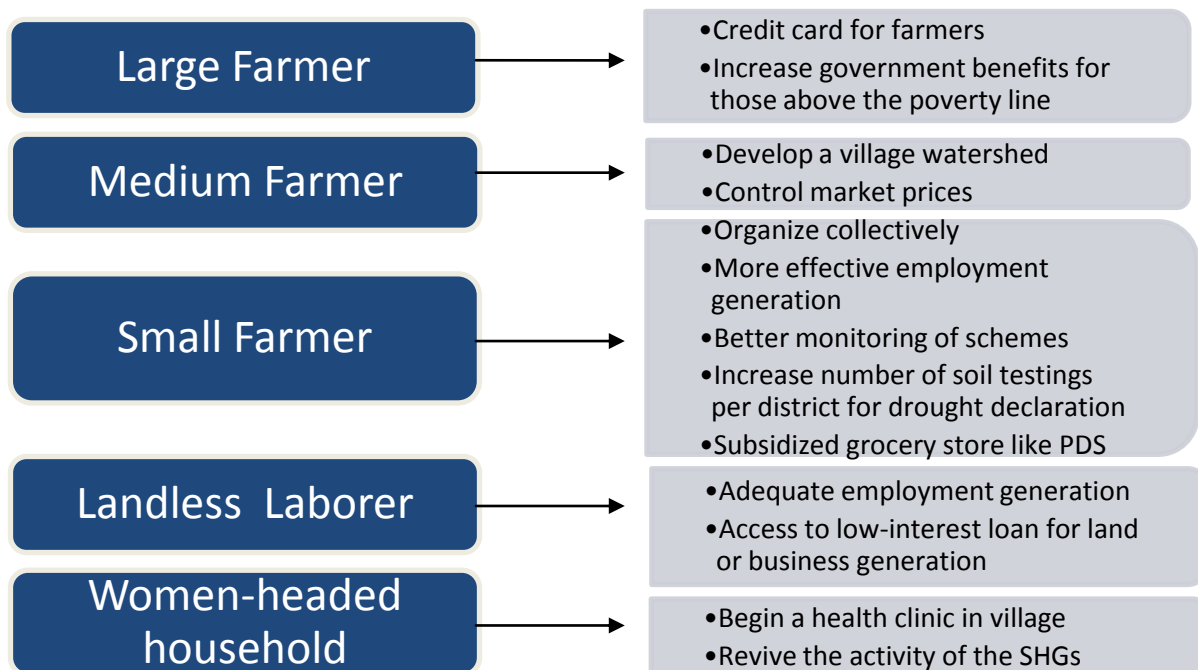 Large Farmer
•Credit card for farmers
•Increase government benefits for
those above the poverty line
Medium Farmer
•Develop a village watershed
•Control market prices
Small Farmer
•Organize collectively
•More effective employment
generation
•Better monitoring of schemes
•Increase number of soil testings
per district for drought declaration
•Subsidized grocery store like PDS
Landless Laborer
•Adequate employment generation
•Access to low-interest loan for land
or business generation
Women-headed
household
•Begin a health clinic in village
•Revive the activity of the SHGs